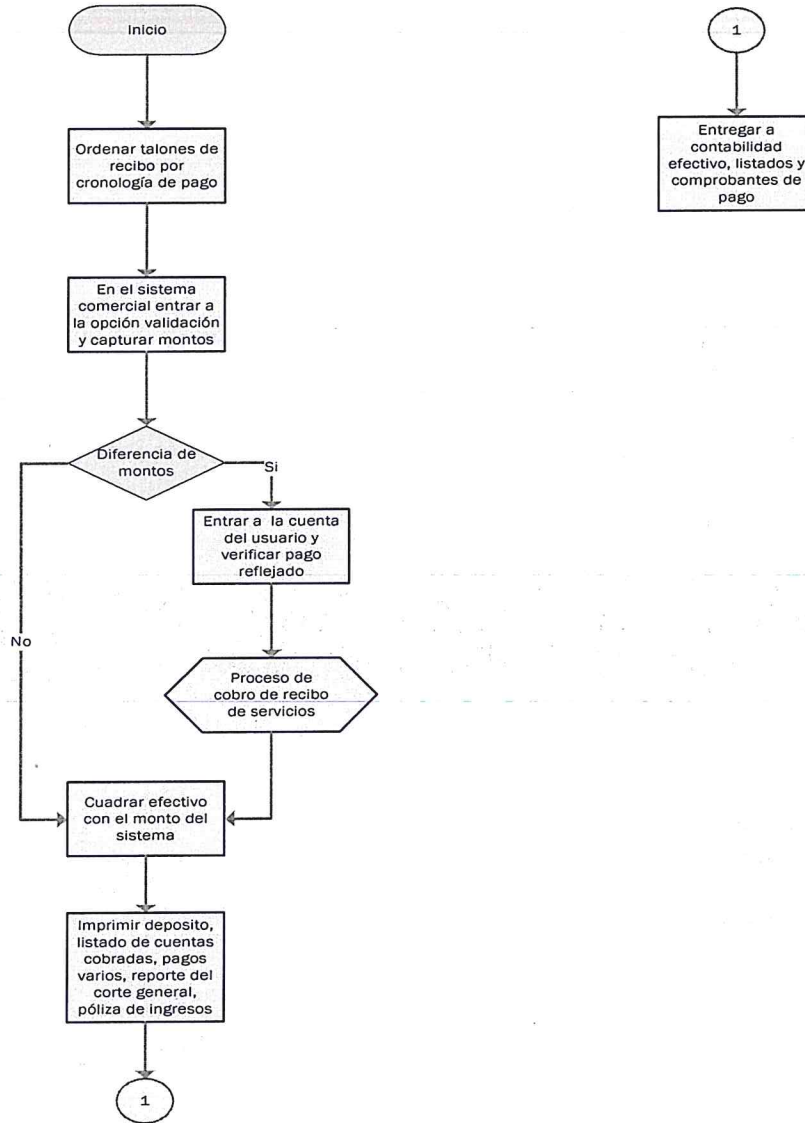 Inicio
Ordenar talones de
recibo por
cronología de pago
En el sistema
comercial entrar a
la opción validación
y capturar montos
Diferencia de
montos
Si
Entrar a la cuenta
del usuario y
verificar pago
reflejado
No
Proceso de
cobro de recibo
de servicios
Cuadrar efectivo
con el monto del
sistema
Imprimir deposito,
listado de cuentas
cobradas, pagos
varios, reporte del
corte general,
póliza de ingresos
1
1
Entregar a
contabilidad
efectivo, listados y
comprobantes de
pago